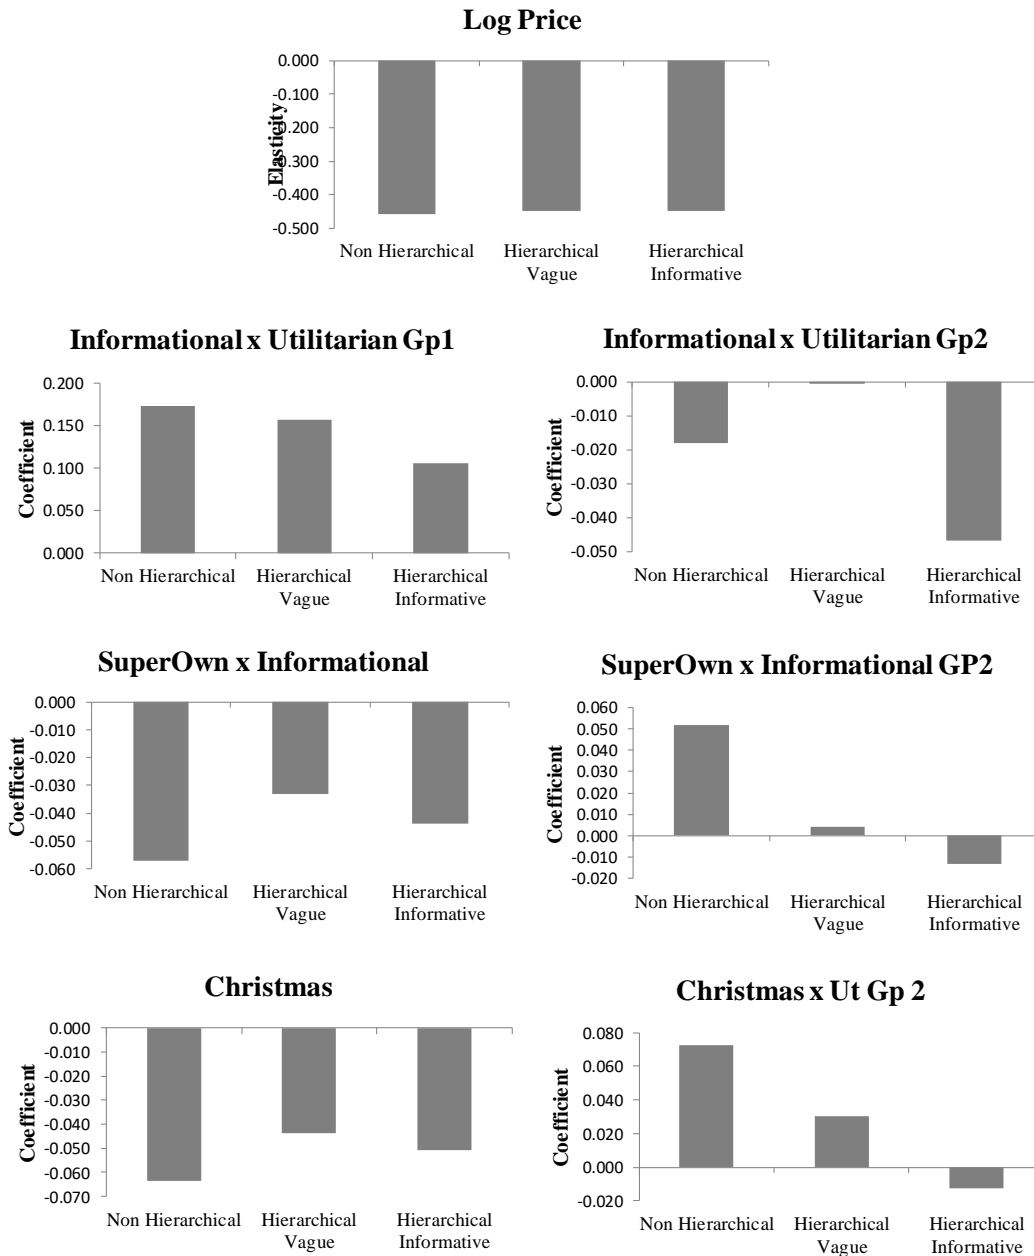 Log Price
0.000
-0.100
-0.200
-0.300
-0.400
-0.500
Elasticity
Non Hierarchical
Hierarchical
Vague
Hierarchical
Informative
Informational x Utilitarian Gp1
0.200
0.150
0.100
0.050
0.000
Coefficient
Non Hierarchical
Hierarchical
Vague
Hierarchical
Informative
Informational x Utilitarian Gp2
0.000
-0.010
-0.020
-0.030
-0.040
-0.050
Coefficient
Non Hierarchical
Hierarchical
Vague
Hierarchical
Informative
SuperOwn x Informational
0.000
-0.010
-0.020
-0.030
-0.040
-0.050
-0.060
Coefficient
Non Hierarchical
Hierarchical
Vague
Hierarchical
Informative
SuperOwn x Informational GP2
0.060
0.050
0.040
0.030
0.020
0.010
0.000
-0.010
-0.020
Coefficient
Non Hierarchical
Hierarchical
Vague
Hierarchical
Informative
Christmas
0.000
-0.010
-0.020
-0.030
-0.040
-0.050
-0.060
-0.070
Coefficient
Non Hierarchical
Hierarchical
Vague
Hierarchical
Informative
Christmas x Ut Gp 2
0.080
0.060
0.040
0.020
0.000
-0.020
Coefficient
Non Hierarchical
Hierarchical
Vague
Hierarchical
Informative